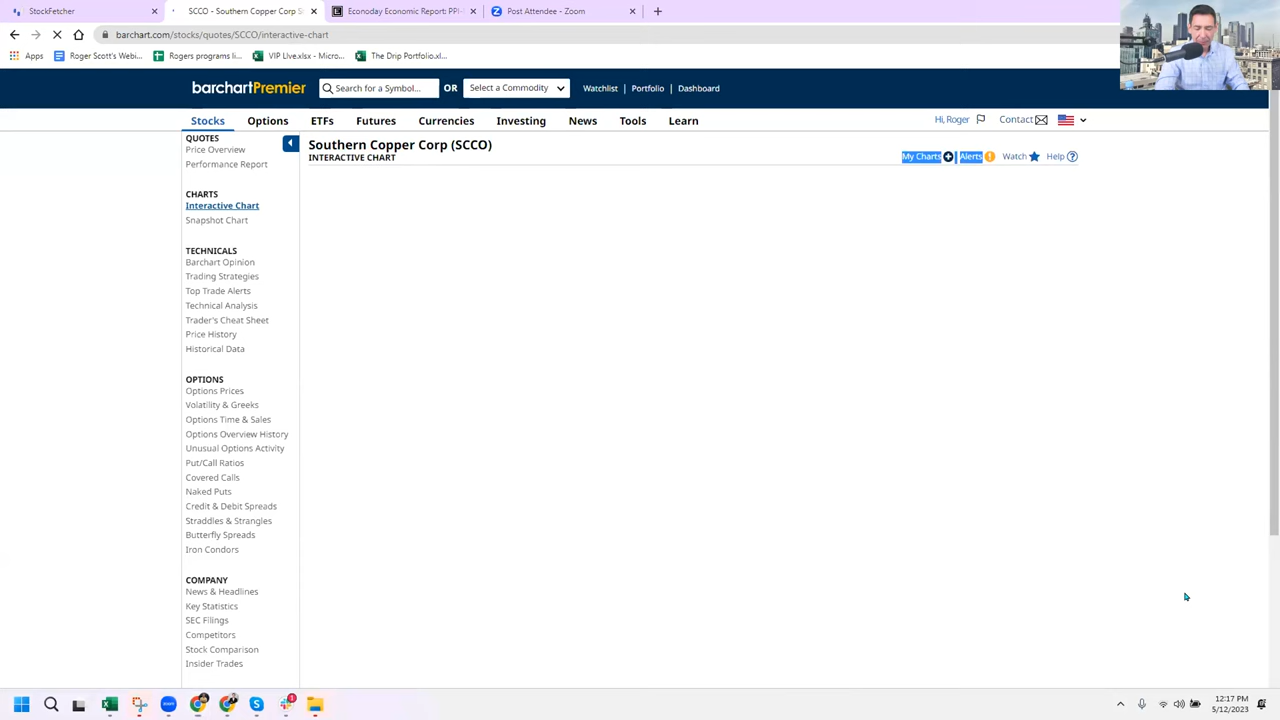 StockFetcher
SCCO - Southern Copper Corp S
Econoday Economic Report: PPI-
Post Attendee - Zoom
barchart.com/stocks/quotes/SCCO/interactive-chart
Apps
Roger Scott's Webi...
Rogers programs li...
VIP Llve.xlsx - Micro...
The Drip Portfolio.xl...
barchartPremier
Search for a Symbol...
OR
Select a Commodity
Watchlist
Portfolio
Dashboard
Stocks
Options
ETFs
Futures
Currencies
Investing
News
Tools
Learn
Hi, Roger
Contact
QUOTES
Price Overview
Performance Report
CHARTS
Interactive Chart
Snapshot Chart
TECHNICALS
Barchart Opinion
Trading Strategies
Top Trade Alerts
Technical Analysis
Trader's Cheat Sheet
Price History
Historical Data
OPTIONS
Options Prices
Volatility & Greeks
Options Time & Sales
Options Overview History
Unusual Options Activity
Put/Call Ratios
Covered Calls
Naked Puts
Credit & Debit Spreads
Straddles & Strangles
Butterfly Spreads
Iron Condors
COMPANY
News & Headlines
Key Statistics
SEC Filings
Competitors
Stock Comparison
Insider Trades
Southern Copper Corp (SCCO)
INTERACTIVE CHART
My Charts
Alerts
Watch
Help
12:17 PM
5/12/2023